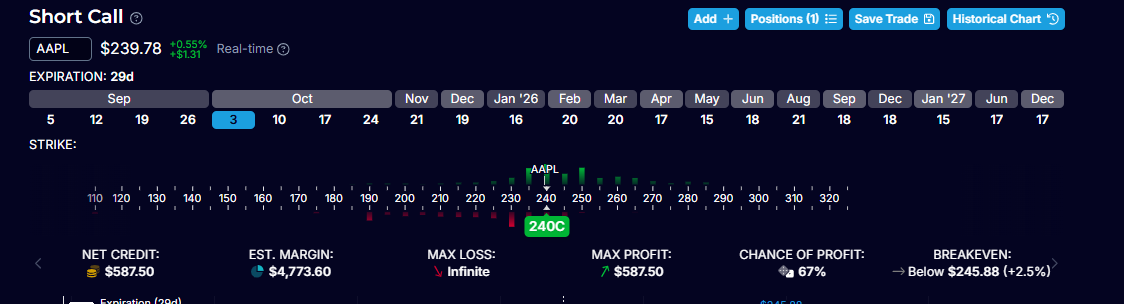 Short Call
Add +
Positions (1)
Save Trade
Historical Chart
AAPL $239.78 +0.55% +$1.31 Real-time
EXPIRATION: 29d
Sep Oct Nov Dec Jan '26 Feb Mar Apr May Jun Aug Sep Dec Jan '27 Jun Dec
5 12 19 26 3 10 17 24 21 19 16 20 20 17 15 18 21 18 18 15 17 17
STRIKE:
AAPL
110 120 130 140 150 160 170 180 190 200 210 220 230 240 250 260 270 280 290 300 310 320
240C
NET CREDIT: EST. MARGIN: MAX LOSS: MAX PROFIT: CHANCE OF PROFIT: BREAKEVEN:
$587.50 $4,773.60 Infinite $587.50 67% Below $245.88 (+2.5%)
Expiration (29d)
$245.88